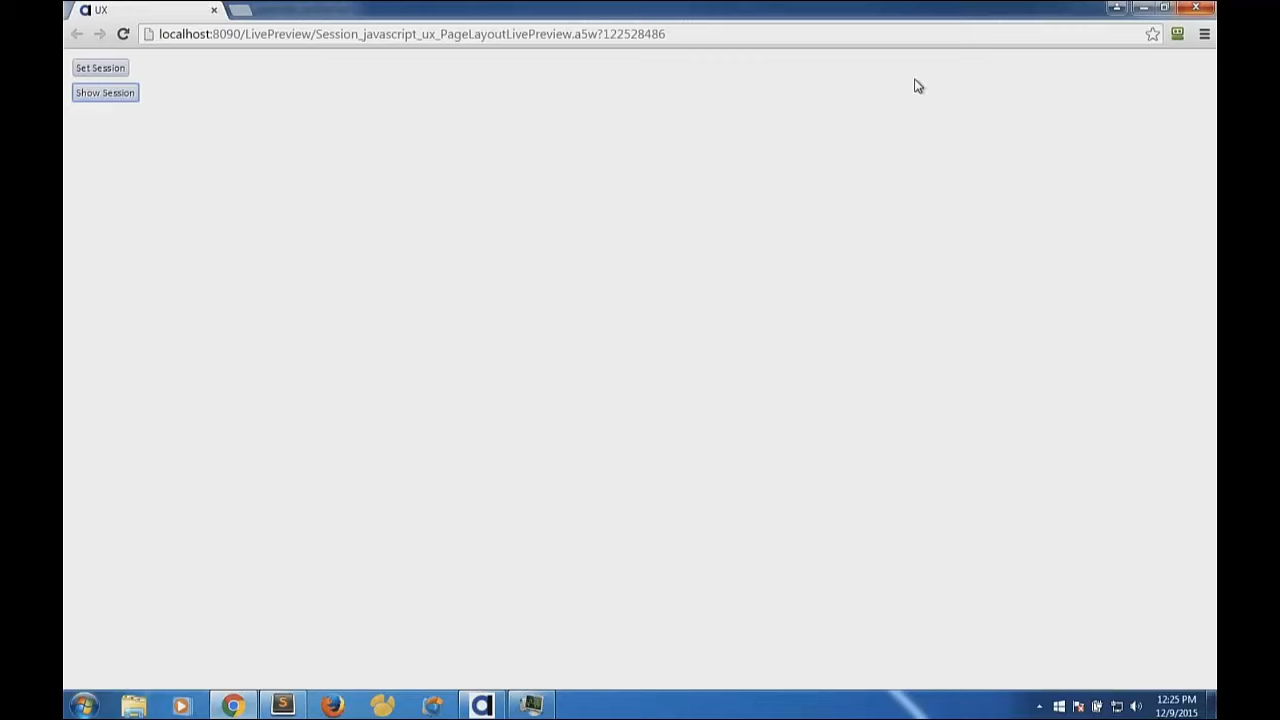 UX
localhost:8090/LivePreview/Session_javascript_ux_PageLayoutLivePreview.a5w?122528486
Set Session
Show Session
12:25 PM
12/9/2015